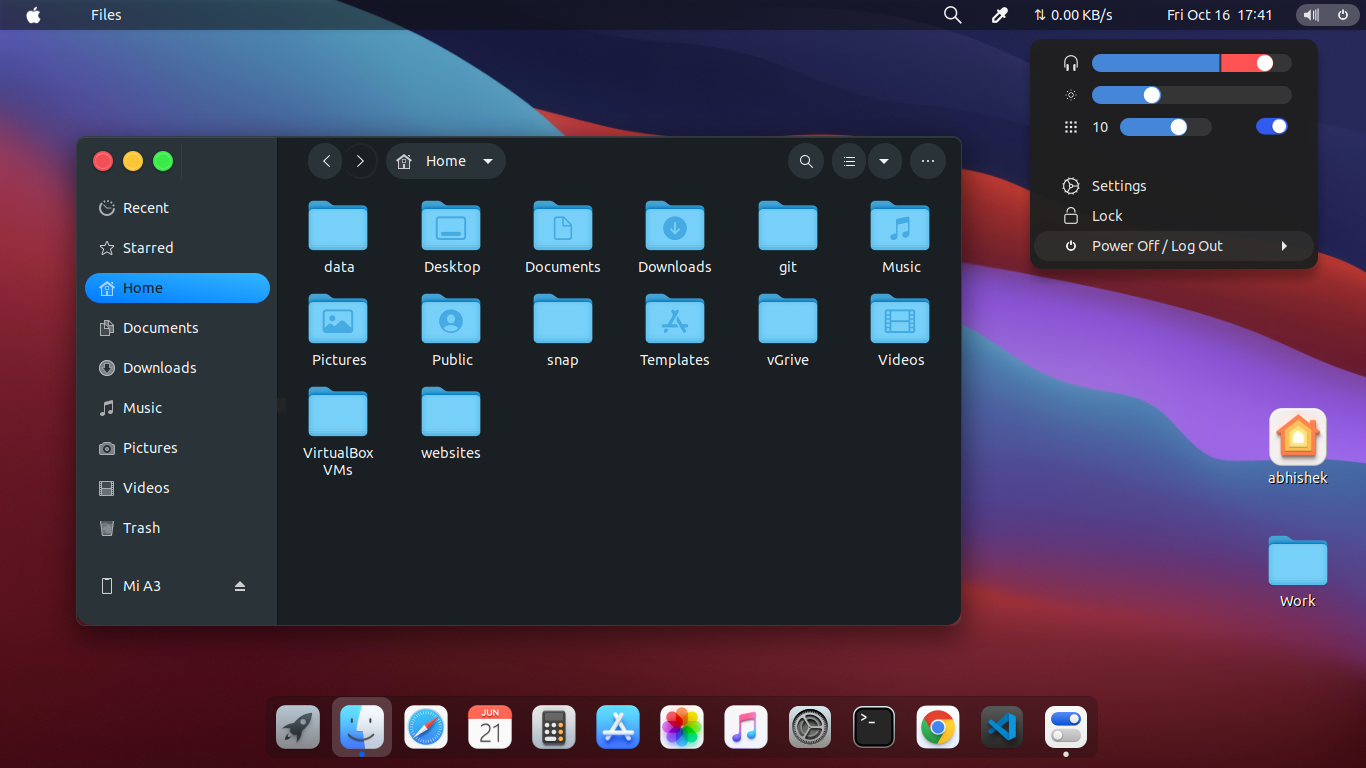 Files
0.00 KB/s
Fri Oct 16 17:41
10
Settings
Lock
Power Off / Log Out
Home
Recent
Starred
Home
Documents
Downloads
Music
Pictures
Videos
Trash
Mi A3
data
Desktop
Documents
Downloads
git
Music
Pictures
Public
snap
Templates
vGrive
Videos
VirtualBox
VMs
websites
abhishek
Work
JUN
21
>_